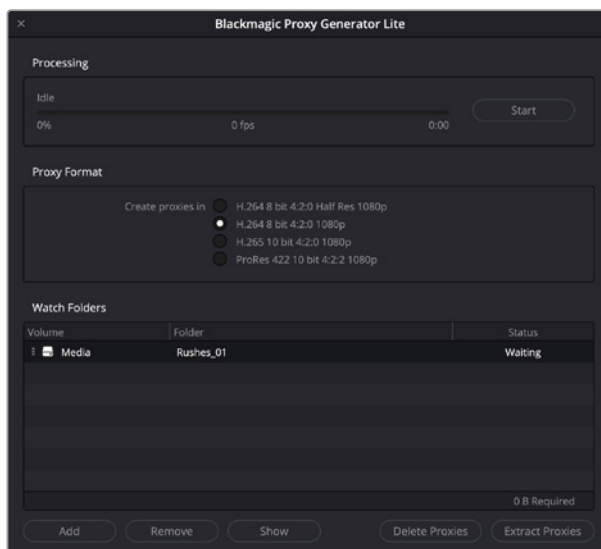 Blackmagic Proxy Generator Lite
Processing
Idle
0% 0 fps 0:00
Start
Proxy Format
Create proxies in H.264 8 bit 4:2:0 Half Res 1080p
H.264 8 bit 4:2:0 1080p
H.265 10 bit 4:2:0 1080p
ProRes 422 10 bit 4:2:2 1080p
Watch Folders
Volume Folder Status
Media Rushes_01 Waiting
0 B Required
Add Remove Show Delete Proxies Extract Proxies